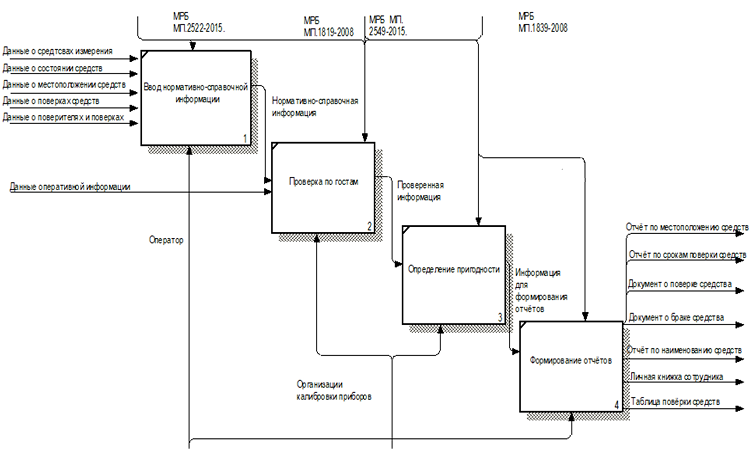 МРБ
МП.2522-2015.
МРБ
МП.1819-2008
МРБ МП.
2549-2015.
МРБ
МП.1839-2008
Данные о средтсвах измерения
Данные о состоянии средств
Данные о местоположении средств
Данные о поверках средств
Данные о поверителях и поверках
Ввод нормативно-справочной
информации
1
Нормативно-справочная
информация
Данные оперативной информации
Проверка по гостам
2
Проверенная
информация
Оператор
Определение пригодности
3
Информация
для
формирования
отчётов
Организации
калибровки приборов
Формирование отчётов
4
Отчёт по местоположению средств
Отчёт по срокам поверки средств
Документ о поверке средства
Документ о браке средства
Отчёт по наименованию средств
Личная книжка сотрудника
Таблица повёрки средств